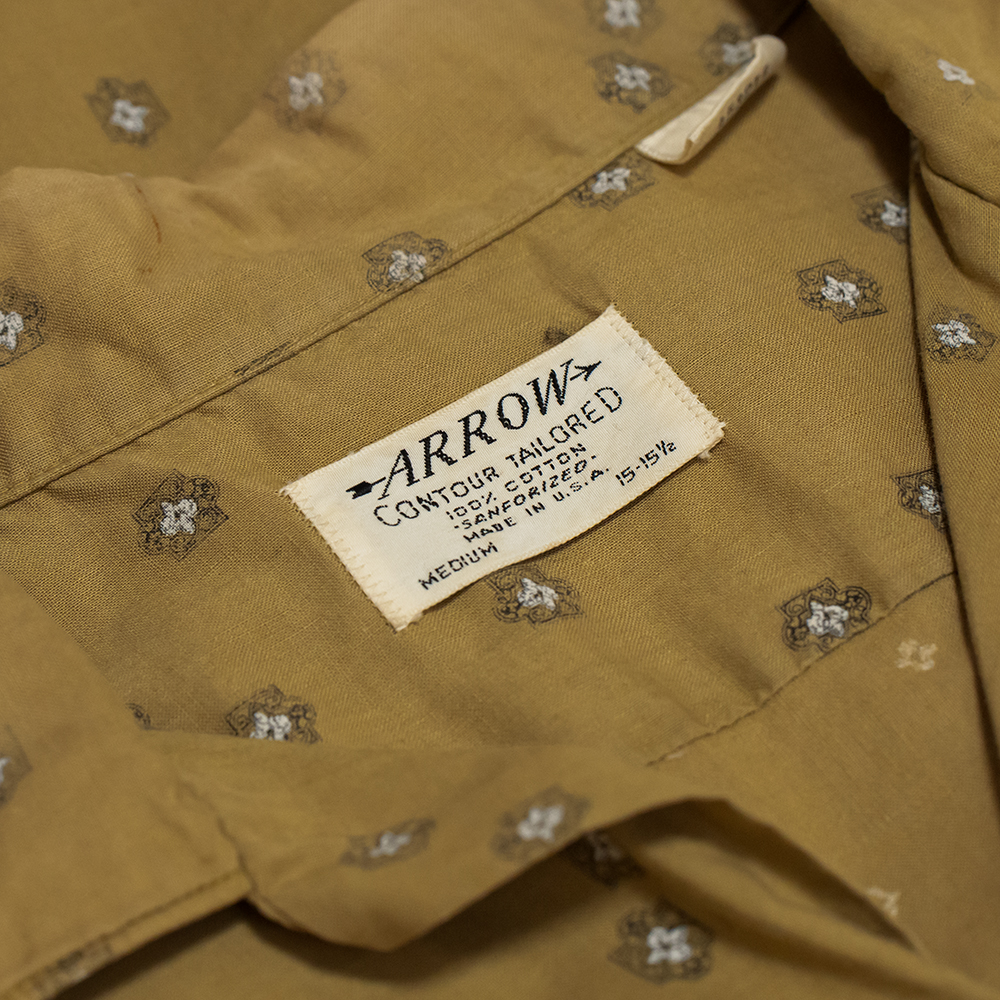 ARROW
CONTOUR TAILORED
100% COTTON
-SANFORIZED-
MADE IN U.S.A.
MEDIUM 15-15½